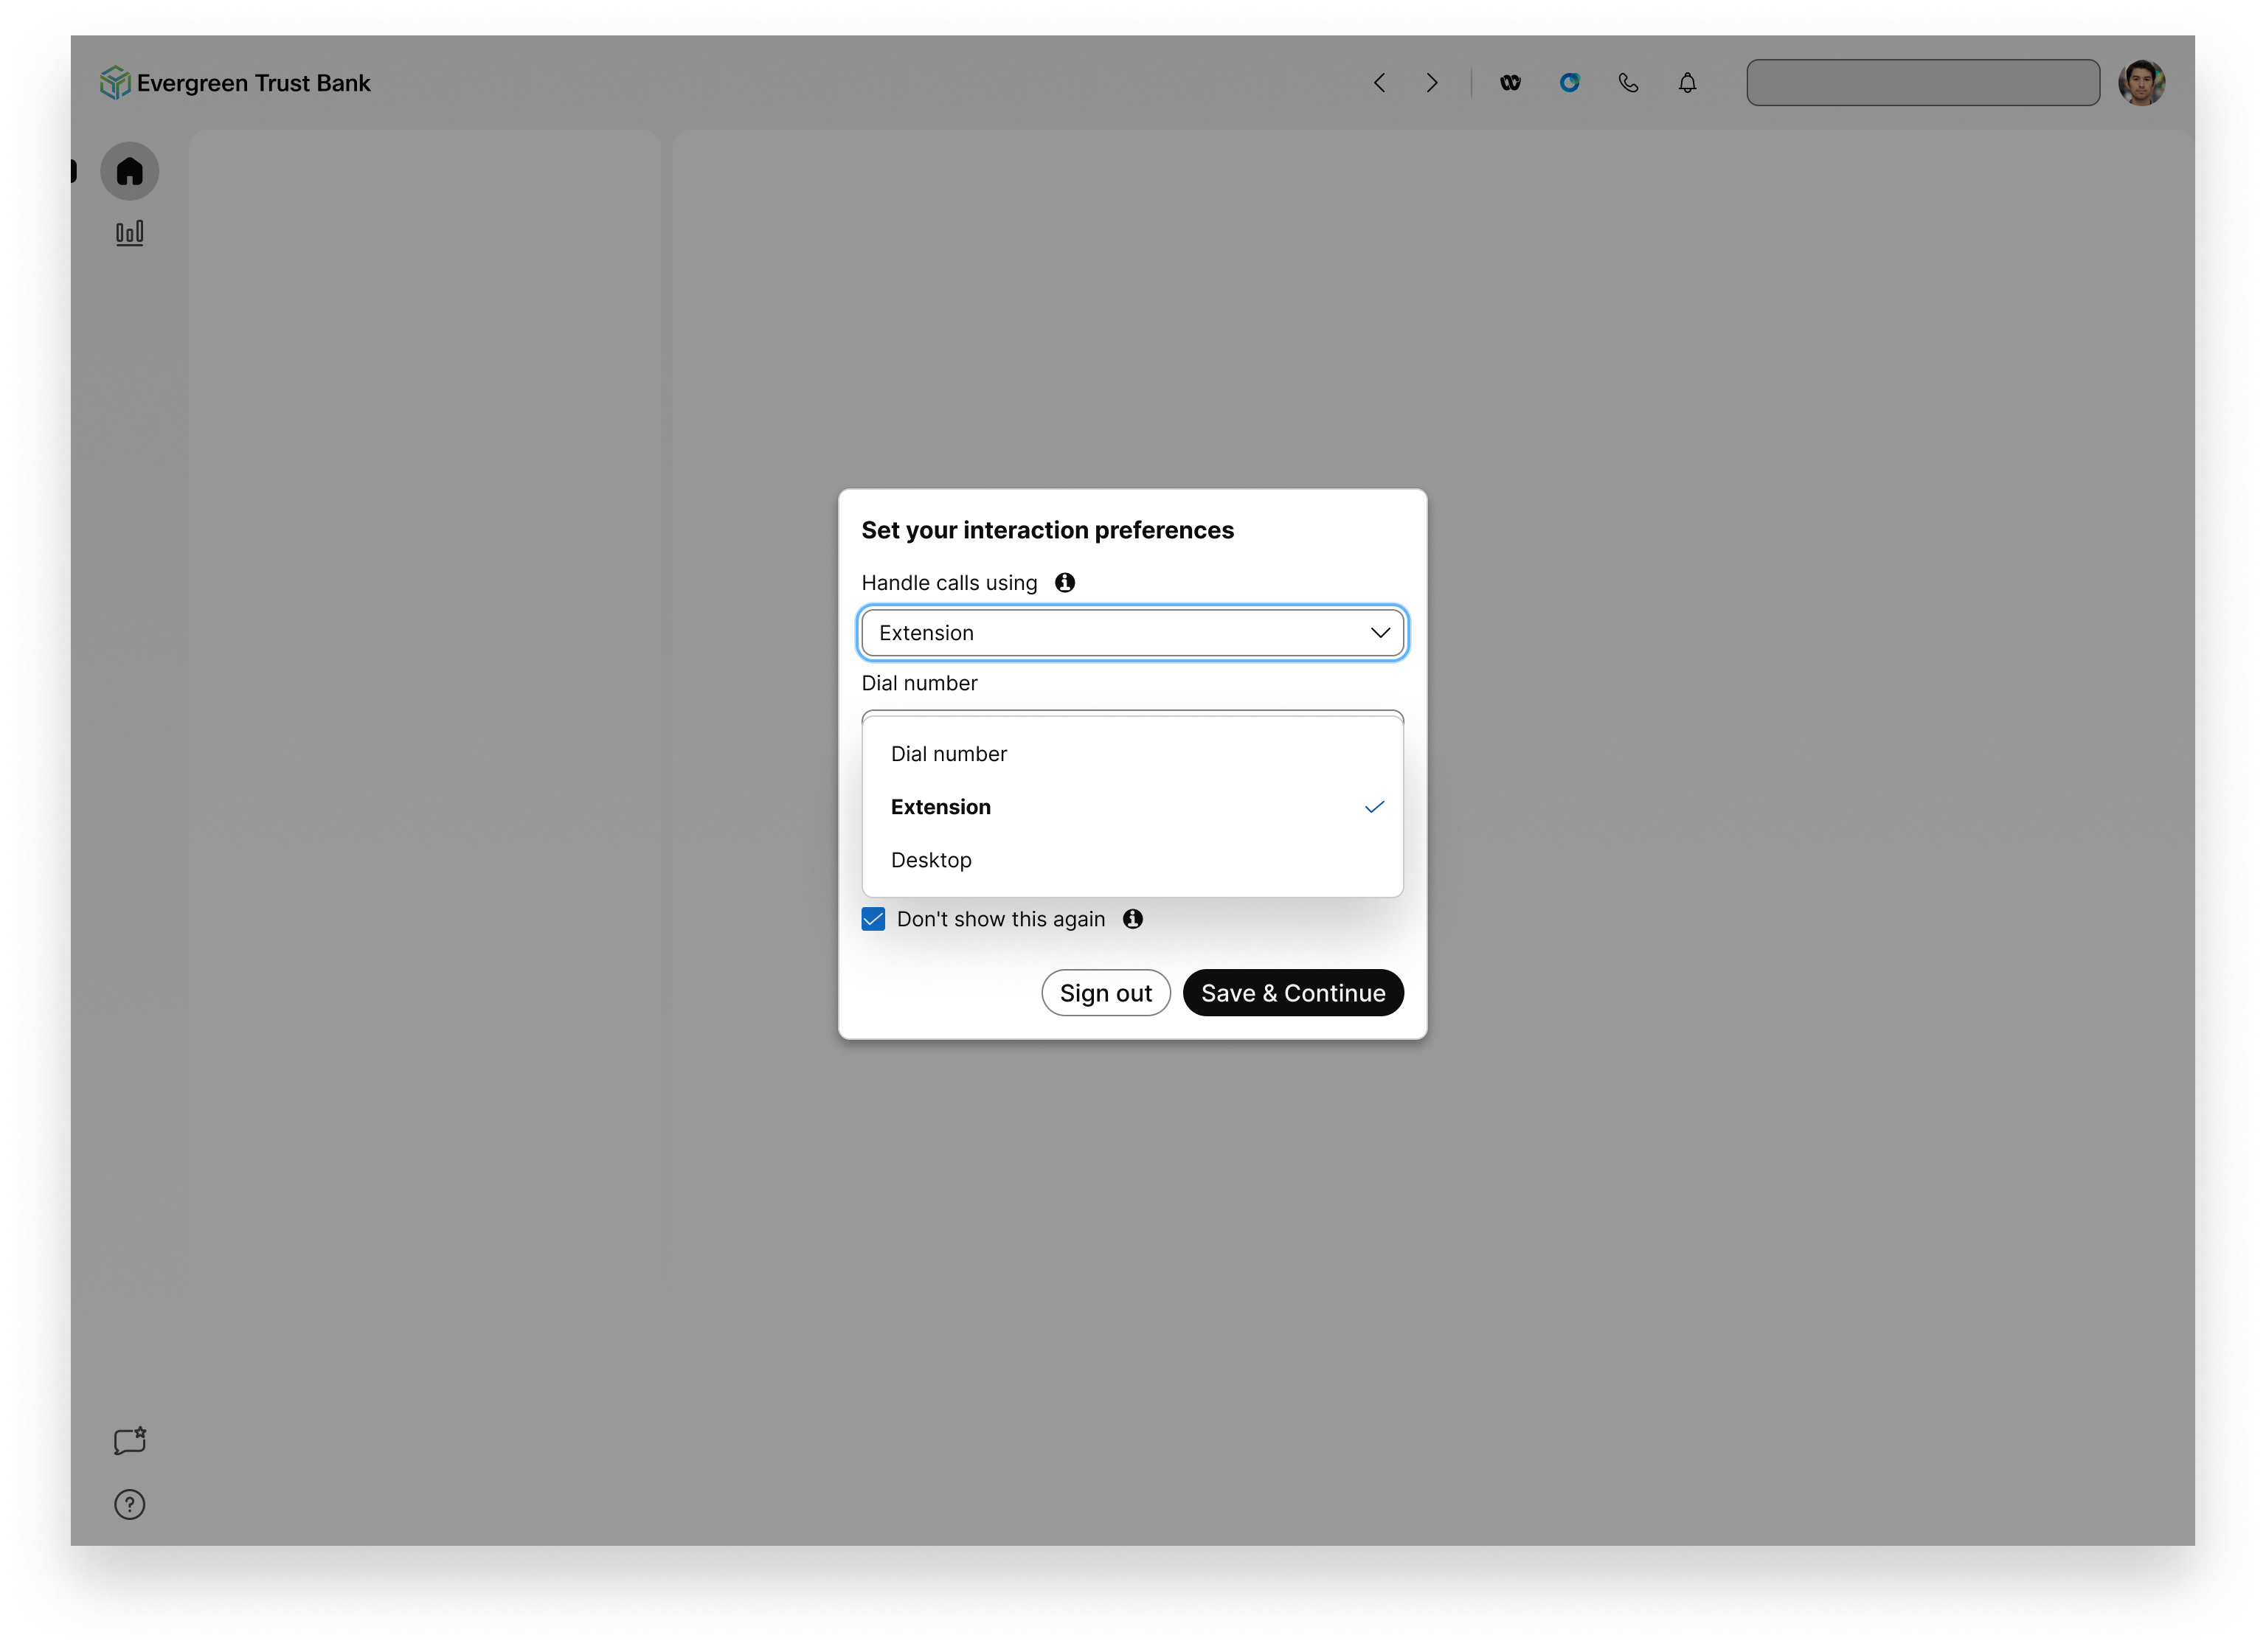 Evergreen Trust Bank
Set your interaction preferences
Handle calls using
Extension
Dial number
Dial number
Extension
Desktop
Don't show this again
Sign out
Save & Continue